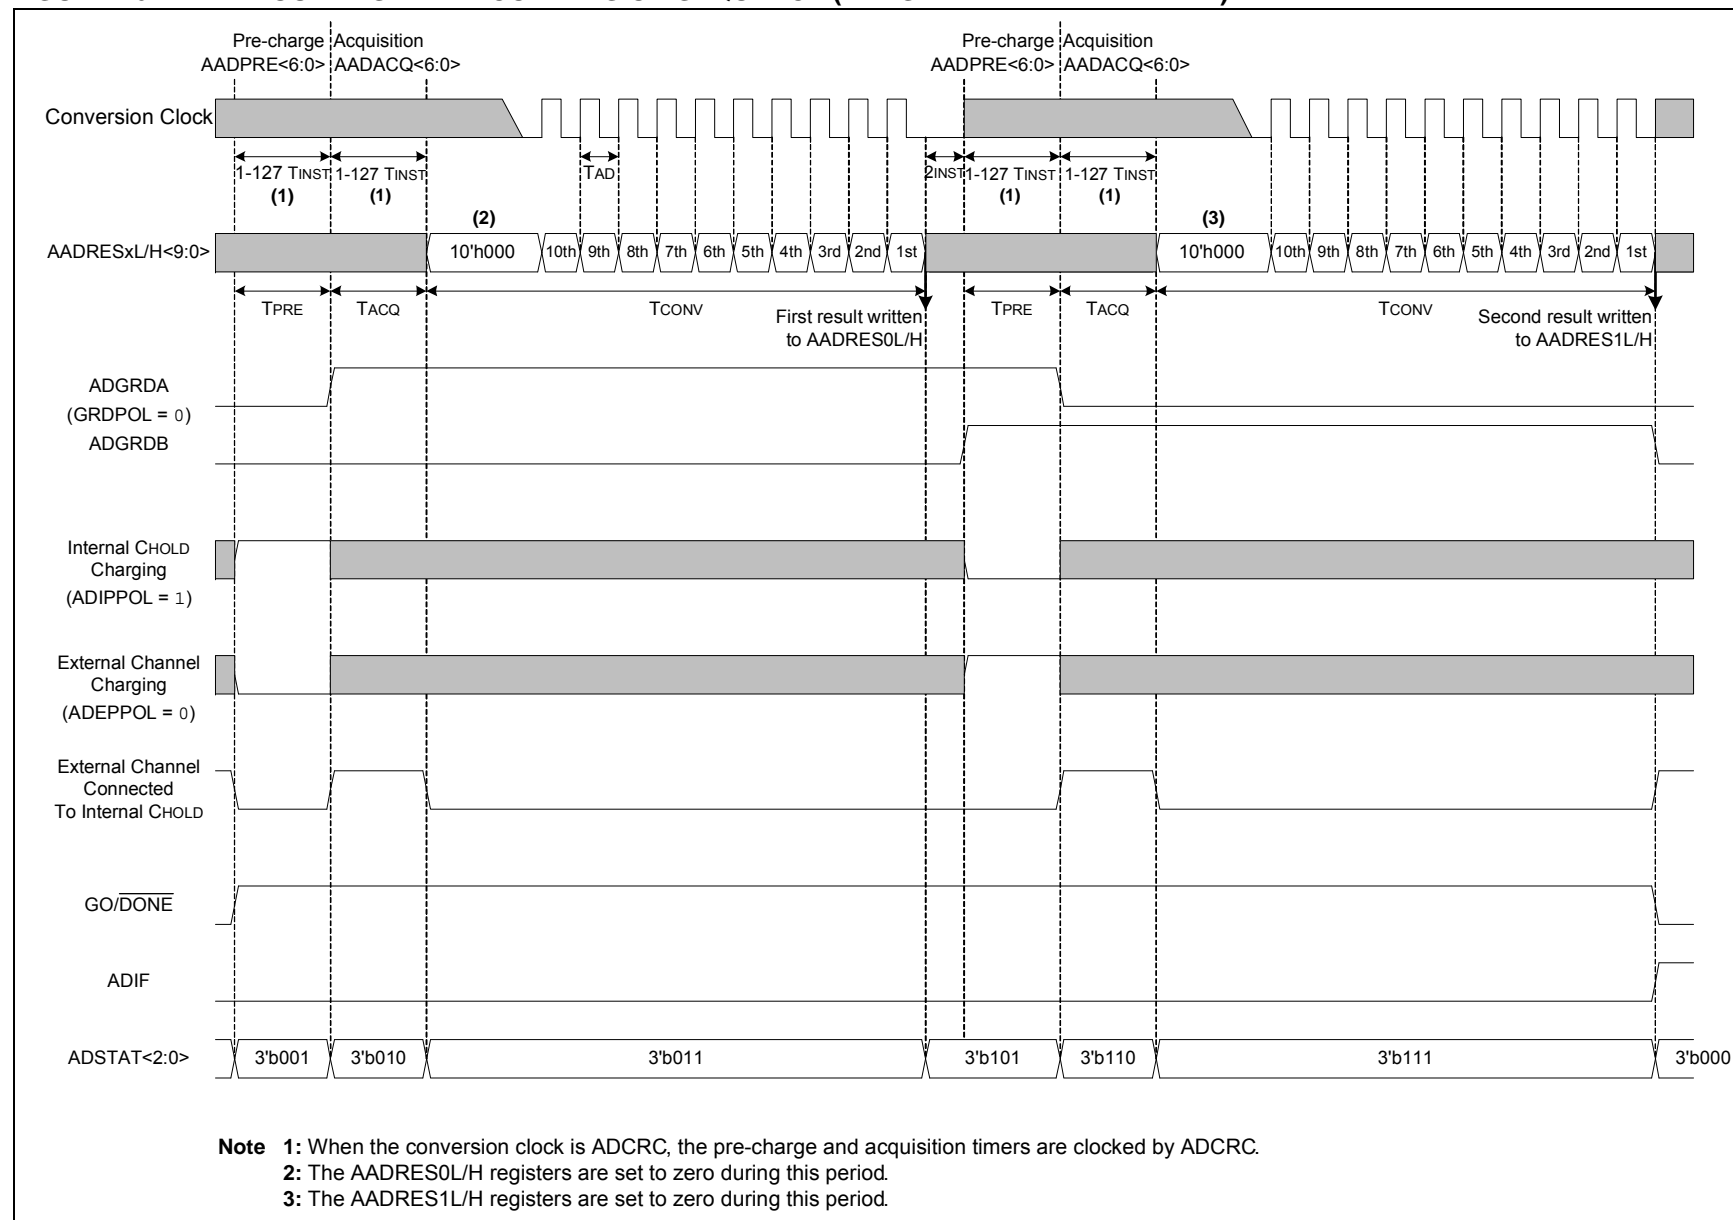 Pre-charge Acquisition Pre-charge Acquisition
AADPRE<6:0> AADACQ<6:0> AADPRE<6:0> AADACQ<6:0>
Conversion Clock
1-127 TINST 1-127 TINST TAD 2INST 1-127 TINST 1-127 TINST
(1) (1) (1) (1)
(2) (3)
AADRESxL/H<9:0> 10'h000 10th 9th 8th 7th 6th 5th 4th 3rd 2nd 1st 10'h000 10th 9th 8th 7th 6th 5th 4th 3rd 2nd 1st
TPRE TACQ TCONV TPRE TACQ TCONV
First result written Second result written
to AADRES0L/H to AADRES1L/H
ADGRDA
(GRDPOL = 0)
ADGRDB
Internal CHOLD
Charging
(ADIPPOL = 1)
External Channel
Charging
(ADEPPOL = 0)
External Channel
Connected
To Internal CHOLD
GO/DONE
ADIF
ADSTAT<2:0> 3'b001 3'b010 3'b011 3'b101 3'b110 3'b111 3'b000
Note 1: When the conversion clock is ADCRC, the pre-charge and acquisition timers are clocked by ADCRC.
2: The AADRES0L/H registers are set to zero during this period.
3: The AADRES1L/H registers are set to zero during this period.